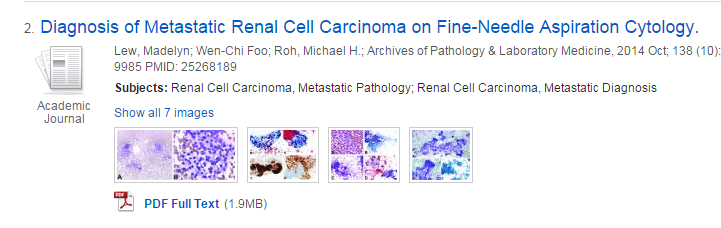 2. Diagnosis of Metastatic Renal Cell Carcinoma on Fine-Needle Aspiration Cytology.
Lew, Madelyn; Wen-Chi Foo; Roh, Michael H.; Archives of Pathology & Laboratory Medicine, 2014 Oct; 138 (10):
9985 PMID: 25268189
Subjects: Renal Cell Carcinoma, Metastatic Pathology; Renal Cell Carcinoma, Metastatic Diagnosis
Academic
Journal
Show all 7 images
A B
C D
PDF
PDF Full Text (1.9MB)